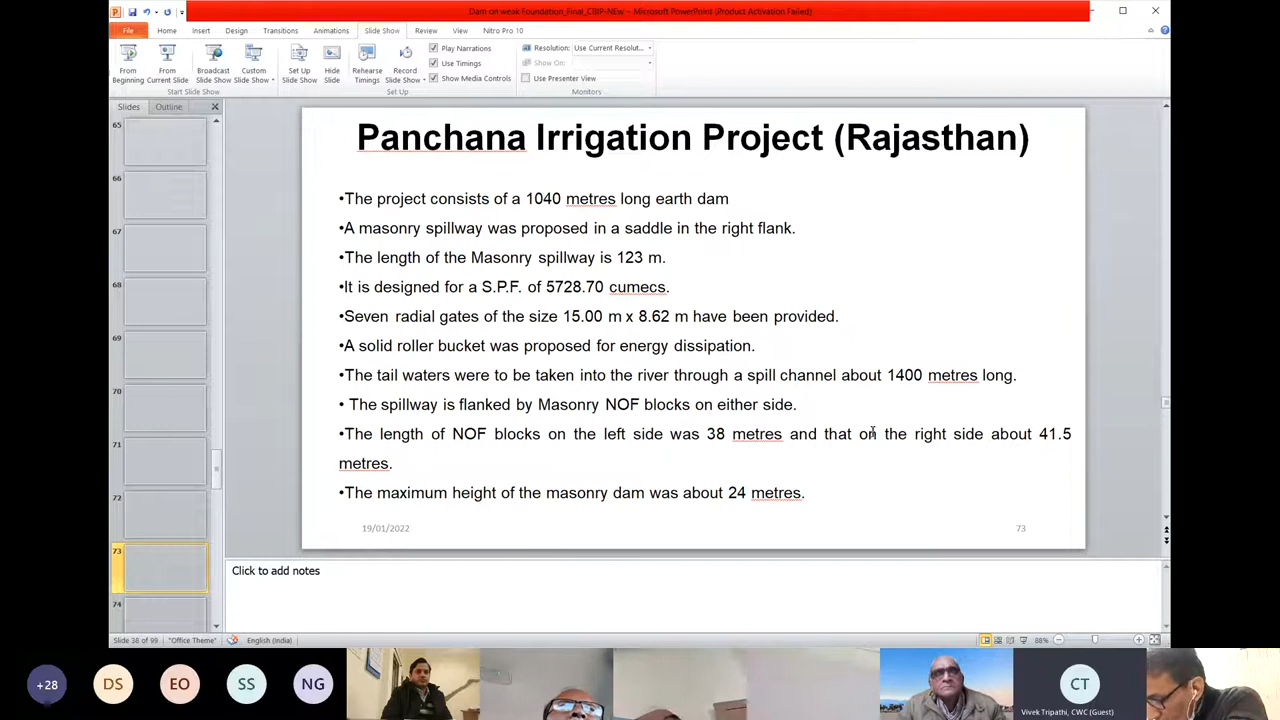 Dam on weak Foundation_Final_CBIP-NEw - Microsoft PowerPoint (Product Activation Failed)
File Home Insert Design Transitions Animations Slide Show Review View Nitro Pro 10
From Beginning
From Current Slide
Broadcast Slide Show
Custom Slide Show
Set Up Slide Show
Hide Slide
Rehearse Timings
Record Slide Show
Play Narrations
Use Timings
Show Media Controls
Resolution: Use Current Resolut...
Show On:
Use Presenter View
Start Slide Show
Set Up
Monitors
Slides Outline
65
66
67
68
69
70
71
72
73
74
Panchana Irrigation Project (Rajasthan)
•The project consists of a 1040 metres long earth dam
•A masonry spillway was proposed in a saddle in the right flank.
•The length of the Masonry spillway is 123 m.
•It is designed for a S.P.F. of 5728.70 cumecs.
•Seven radial gates of the size 15.00 m x 8.62 m have been provided.
•A solid roller bucket was proposed for energy dissipation.
•The tail waters were to be taken into the river through a spill channel about 1400 metres long.
• The spillway is flanked by Masonry NOF blocks on either side.
•The length of NOF blocks on the left side was 38 metres and that on the right side about 41.5
metres.
•The maximum height of the masonry dam was about 24 metres.
19/01/2022
73
Click to add notes
Slide 38 of 99 "Office Theme" English (India) 88%
+28 DS EO SS NG CT
Vivek Tripathi, CWC (Guest)